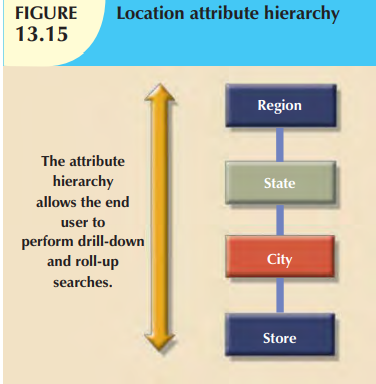 FIGURE
13.15
Location attribute hierarchy
The attribute
hierarchy
allows the end
user to
perform drill-down
and roll-up
searches.
Region
State
City
Store